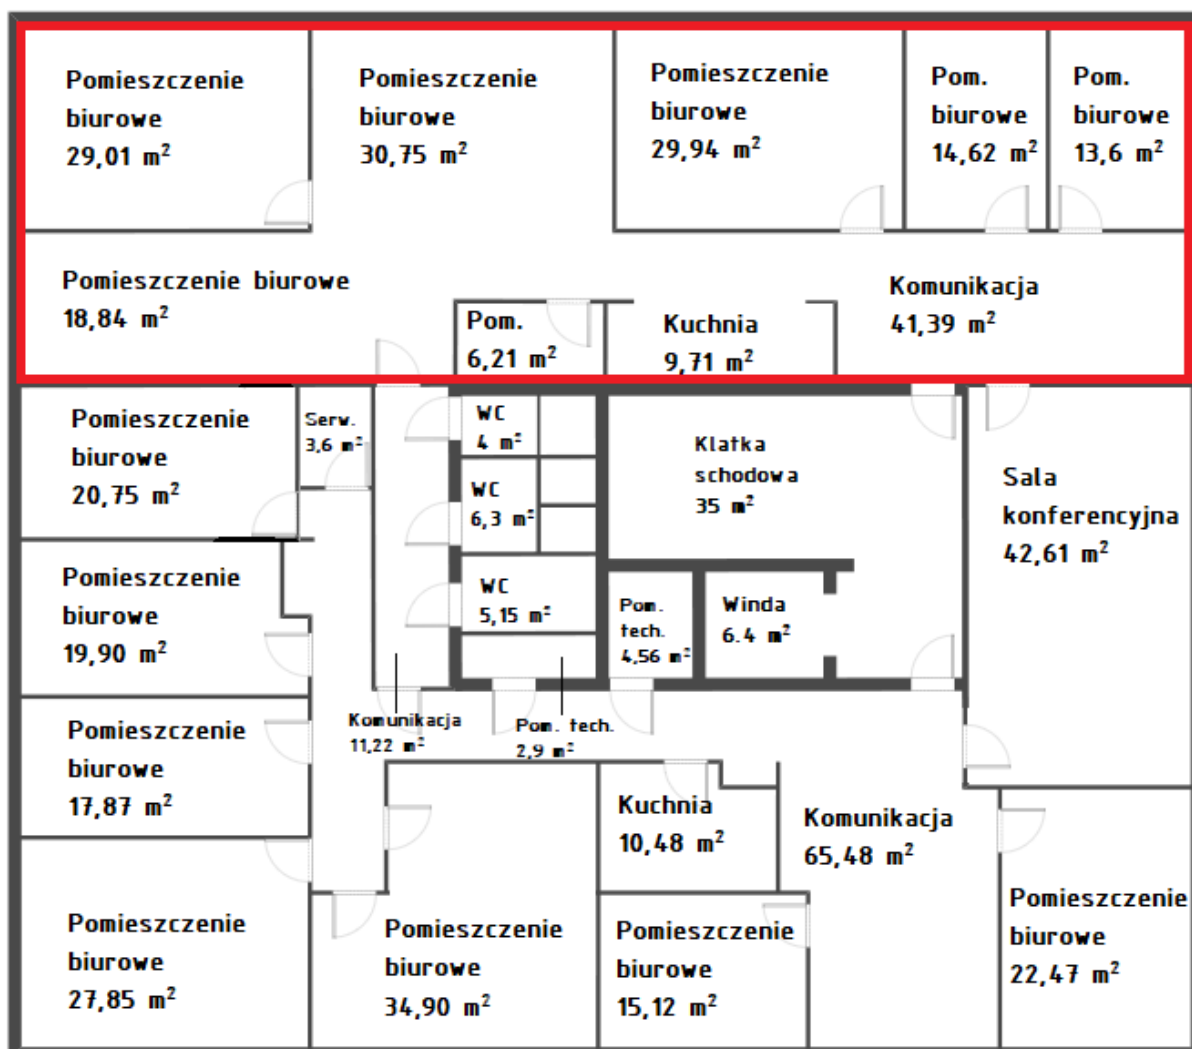 Pomieszczenie
biurowe
29,01 m²
Pomieszczenie
biurowe
30,75 m²
Pomieszczenie
biurowe
29,94 m²
Pom.
biurowe
14,62 m²
Pom.
biurowe
13,6 m²
Pomieszczenie biurowe
18,84 m²
Pom.
6,21 m²
Kuchnia
9,71 m²
Komunikacja
41,39 m²
Pomieszczenie
biurowe
20,75 m²
Serw.
3,6 m²
WC
4 m²
WC
6,3 m²
WC
5,15 m²
Klatka
schodowa
35 m²
Sala
konferencyjna
42,61 m²
Pomieszczenie
biurowe
19,90 m²
Pom.
tech.
4,56 m²
Winda
6.4 m²
Komunikacja
11,22 m²
Pom. tech.
2,9 m²
Pomieszczenie
biurowe
17,87 m²
Kuchnia
10,48 m²
Komunikacja
65,48 m²
Pomieszczenie
biurowe
27,85 m²
Pomieszczenie
biurowe
34,90 m²
Pomieszczenie
biurowe
15,12 m²
Pomieszczenie
biurowe
22,47 m²